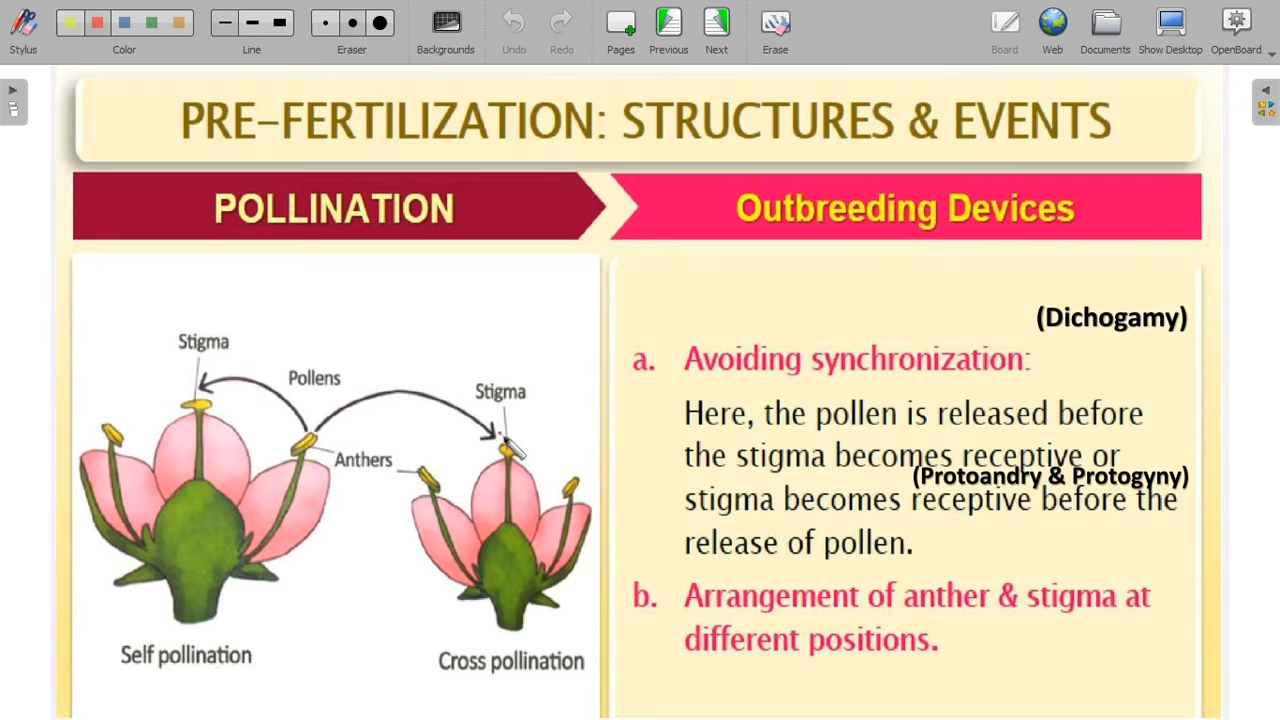 Stylus
Color
Line
Eraser
Backgrounds
Undo
Redo
Pages
Previous
Next
Erase
Board
Web
Documents
Show Desktop
OpenBoard
PRE-FERTILIZATION: STRUCTURES & EVENTS
POLLINATION
Outbreeding Devices
Stigma
Pollens
Stigma
Anthers
Self pollination
Cross pollination
(Dichogamy)
a. Avoiding synchronization:
Here, the pollen is released before
the stigma becomes receptive or
(Protoandry & Protogyny)
stigma becomes receptive before the
release of pollen.
b. Arrangement of anther & stigma at
different positions.